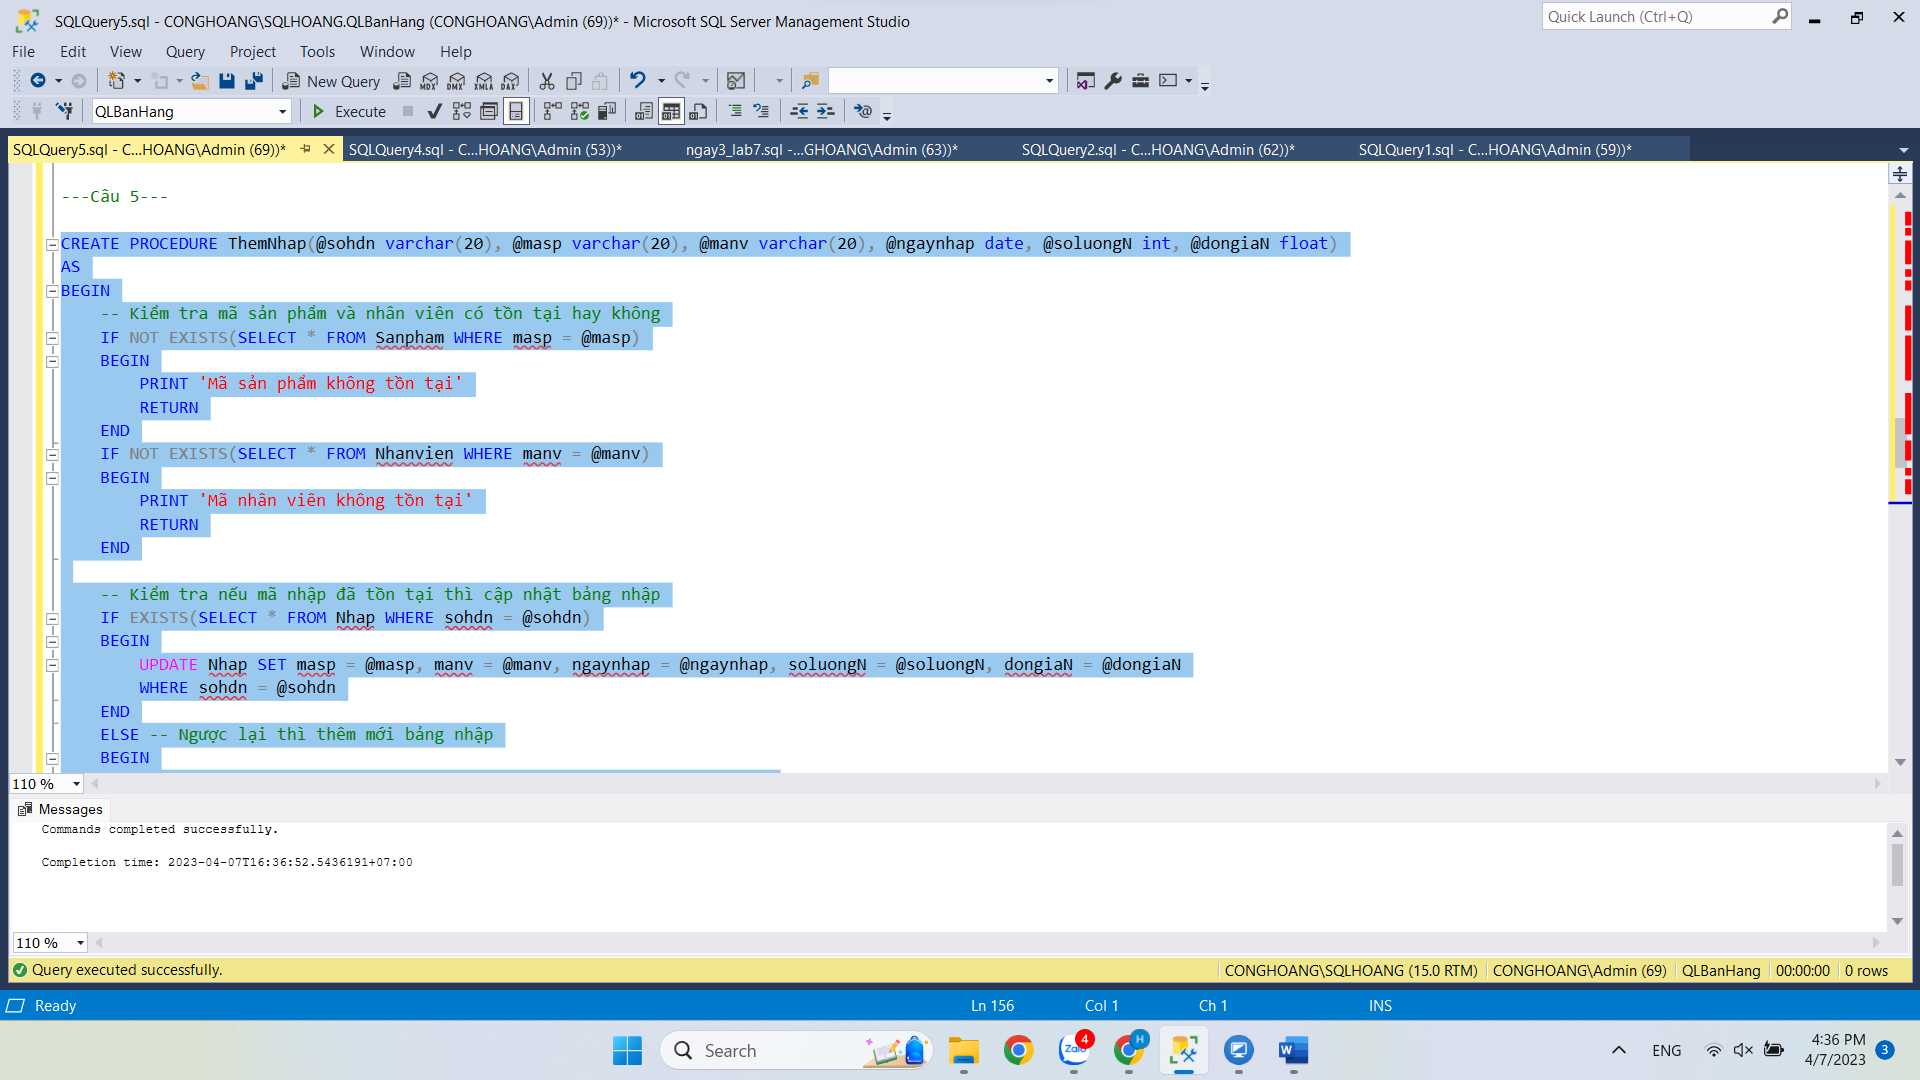 SQLQuery5.sql - CONGHOANG\SQLHOANG.QLBanHang (CONGHOANG\Admin (69))* - Microsoft SQL Server Management Studio
Quick Launch (Ctrl+Q)
File Edit View Query Project Tools Window Help
New Query MDX DMX XMLA DAX
QLBanHang Execute
SQLQuery5.sql - C...HOANG\Admin (69))* SQLQuery4.sql - C...HOANG\Admin (53))* ngay3_lab7.sql -...GHOANG\Admin (63))* SQLQuery2.sql - C...HOANG\Admin (62))* SQLQuery1.sql - C...HOANG\Admin (59))*
---Câu 5---
CREATE PROCEDURE ThemNhap(@sohdn varchar(20), @masp varchar(20), @manv varchar(20), @ngaynhap date, @soluongN int, @dongiaN float)
AS
BEGIN
-- Kiểm tra mã sản phẩm và nhân viên có tồn tại hay không
IF NOT EXISTS(SELECT * FROM Sanpham WHERE masp = @masp)
BEGIN
PRINT 'Mã sản phẩm không tồn tại'
RETURN
END
IF NOT EXISTS(SELECT * FROM Nhanvien WHERE manv = @manv)
BEGIN
PRINT 'Mã nhân viên không tồn tại'
RETURN
END
-- Kiểm tra nếu mã nhập đã tồn tại thì cập nhật bảng nhập
IF EXISTS(SELECT * FROM Nhap WHERE sohdn = @sohdn)
BEGIN
UPDATE Nhap SET masp = @masp, manv = @manv, ngaynhap = @ngaynhap, soluongN = @soluongN, dongiaN = @dongiaN
WHERE sohdn = @sohdn
END
ELSE -- Ngược lại thì thêm mới bảng nhập
BEGIN
110 %
Messages
Commands completed successfully.
Completion time: 2023-04-07T16:36:52.5436191+07:00
110 %
Query executed successfully. CONGHOANG\SQLHOANG (15.0 RTM) CONGHOANG\Admin (69) QLBanHang 00:00:00 0 rows
Ready Ln 156 Col 1 Ch 1 INS
Search Zalo 4 H W ENG 4:36 PM
4/7/2023 3